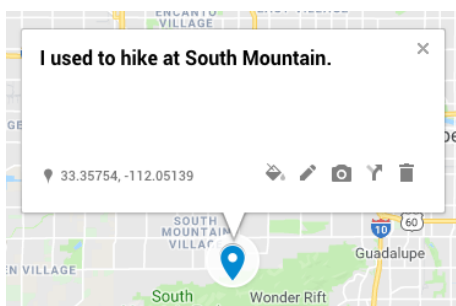 ENCANTO
VILLAGE
I used to hike at South Mountain.
33.35754, -112.05139
SOUTH
MOUNTAIN
VILLAGE
60
10
Guadalupe
EN VILLAGE
South
Wonder Rift